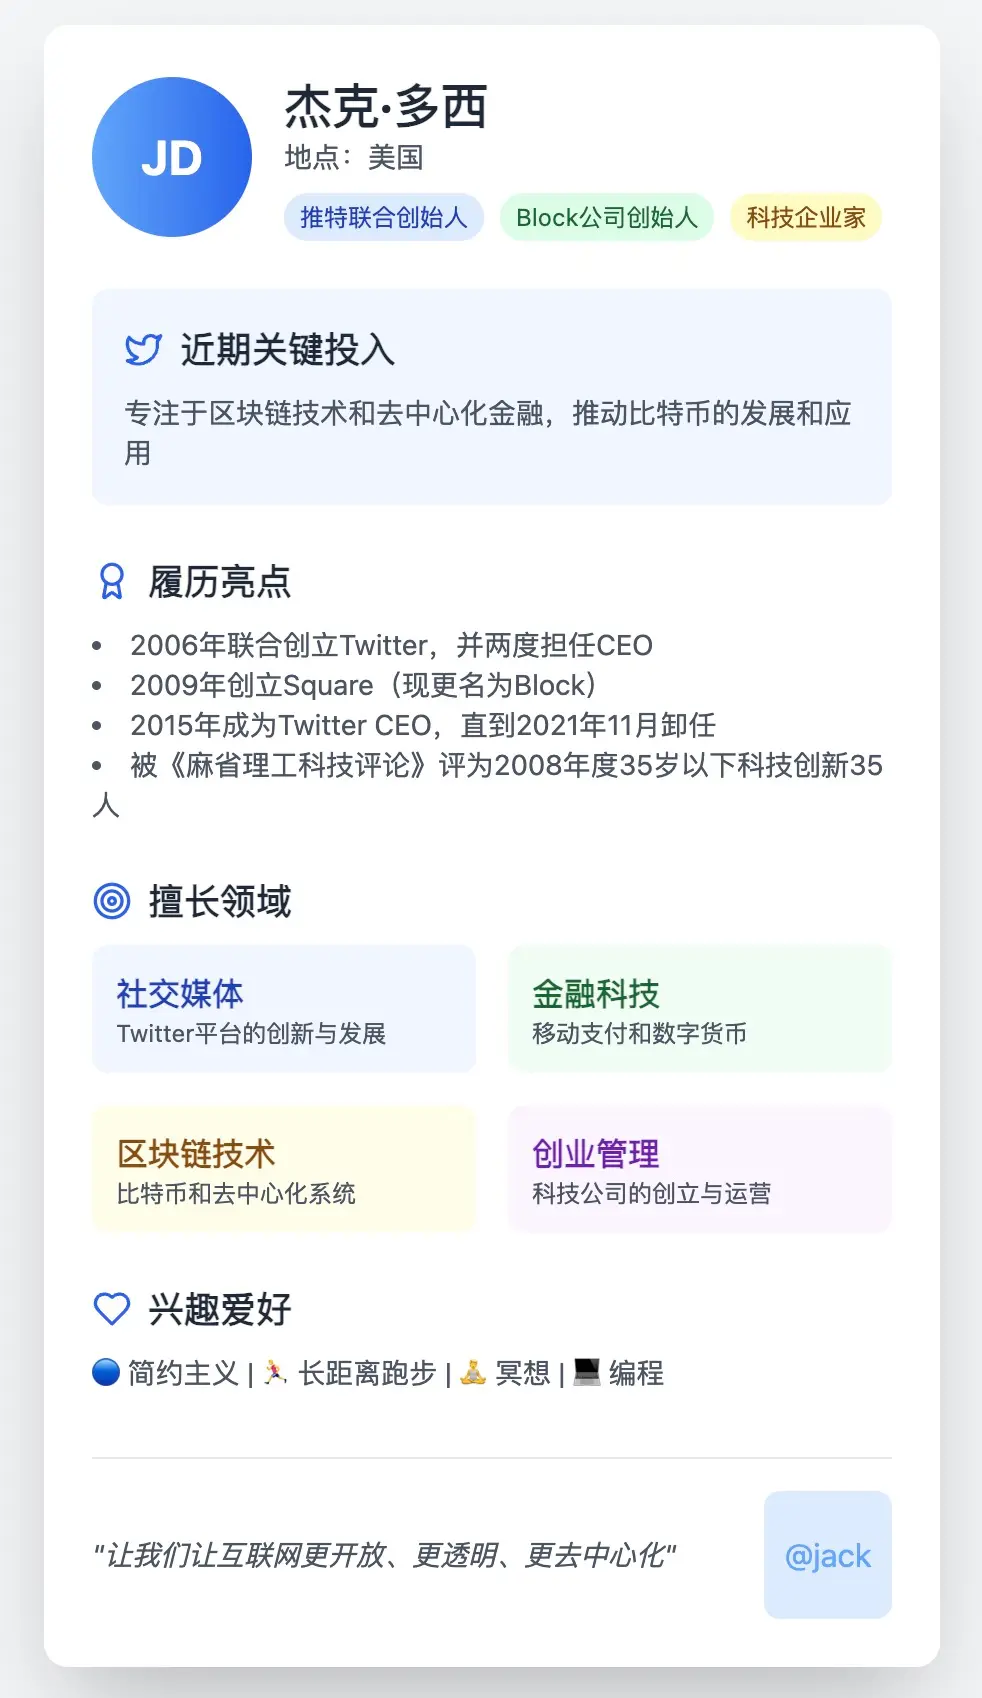 JD
杰克·多西
地点：美国
推特联合创始人
Block公司创始人
科技企业家
近期关键投入
专注于区块链技术和去中心化金融，推动比特币的发展和应
用
履历亮点
• 2006年联合创立Twitter，并两度担任CEO
• 2009年创立Square（现更名为Block）
• 2015年成为Twitter CEO，直到2021年11月卸任
• 被《麻省理工科技评论》评为2008年度35岁以下科技创新35
人
擅长领域
社交媒体
Twitter平台的创新与发展
金融科技
移动支付和数字货币
区块链技术
比特币和去中心化系统
创业管理
科技公司的创立与运营
兴趣爱好
🔵 简约主义 | 🏃 长距离跑步 | 🧘 冥想 | 💻 编程
"让我们让互联网更开放、更透明、更去中心化"
@jack